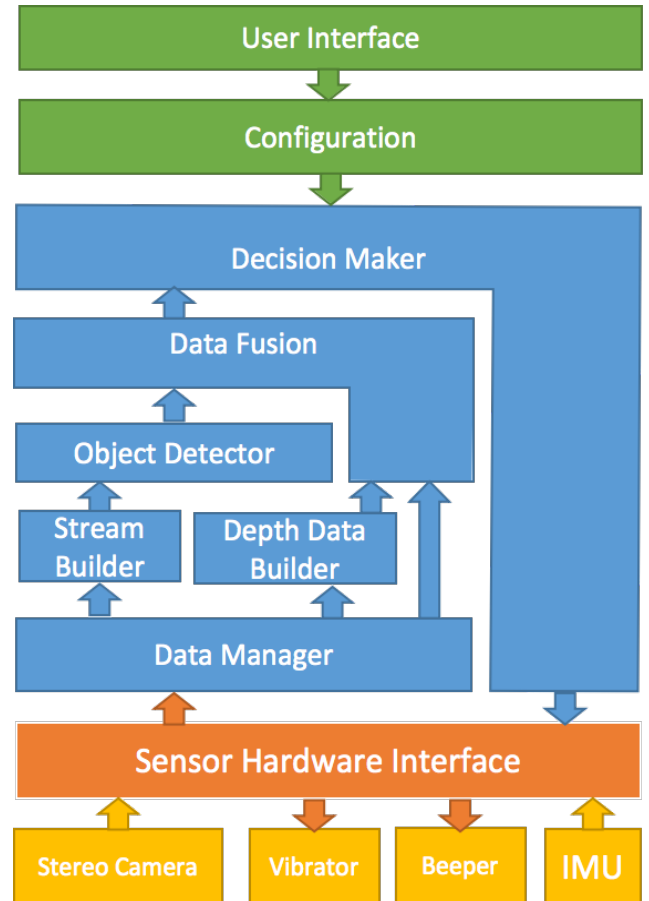 User Interface
Configuration
Decision Maker
Data Fusion
Object Detector
Stream
Builder
Depth Data
Builder
Data Manager
Sensor Hardware Interface
Stereo Camera
Vibrator
Beeper
IMU